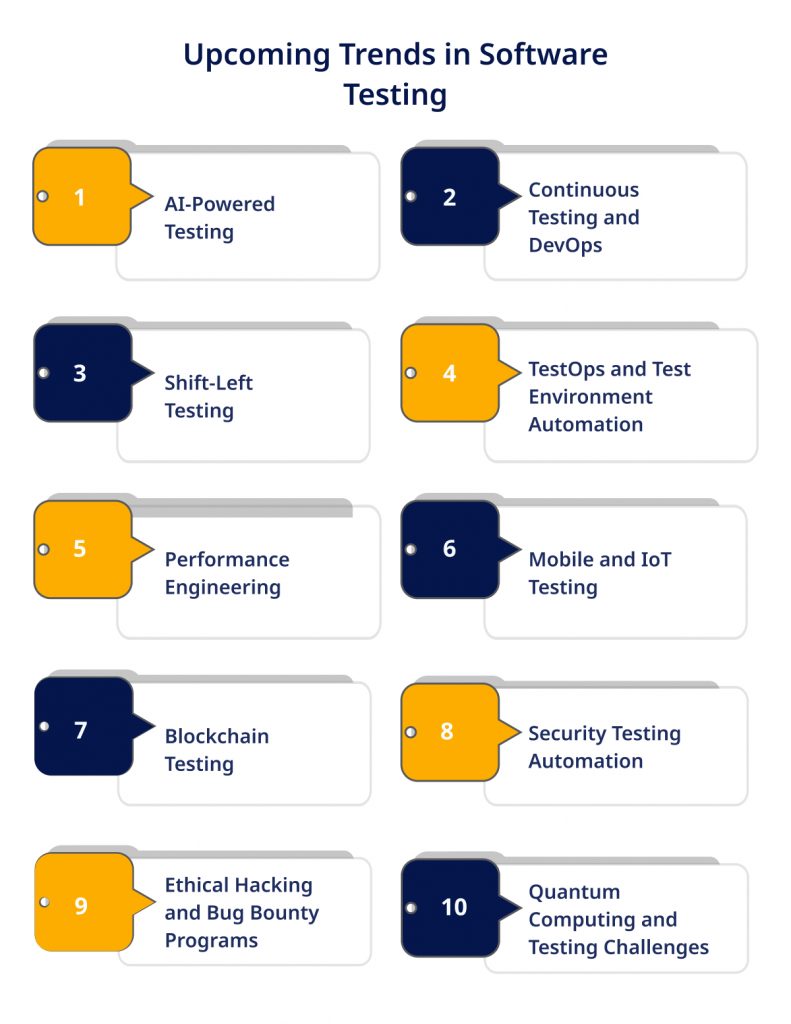 Upcoming Trends in Software
Testing
1
AI-Powered
Testing
2
Continuous
Testing and
DevOps
3
Shift-Left
Testing
4
TestOps and Test
Environment
Automation
5
Performance
Engineering
6
Mobile and IoT
Testing
7
Blockchain
Testing
8
Security Testing
Automation
9
Ethical Hacking
and Bug Bounty
Programs
10
Quantum
Computing and
Testing Challenges